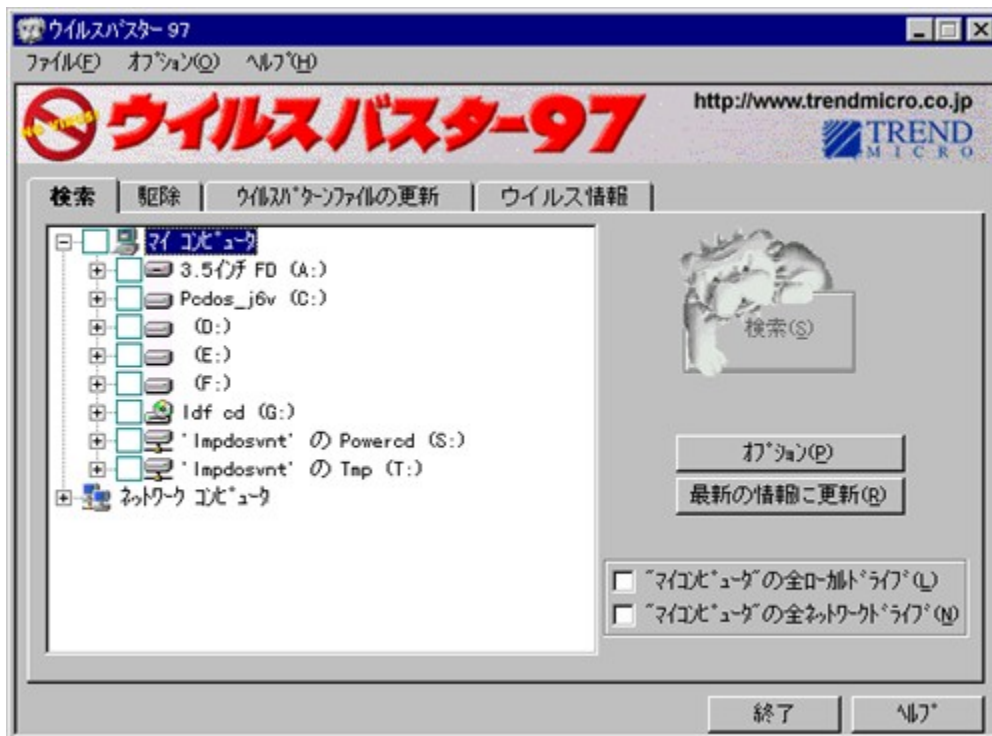 ウイルスバスター 97
ファイル(F) オプション(O) ヘルプ(H)
NO VIRUS!
ウイルスバスター97
http://www.trendmicro.co.jp
TREND
MICRO
検索 駆除 ウイルスパターンファイルの更新 ウイルス情報
マイ コンピュータ
3.5インチ FD (A:)
Pcdos_j6v (C:)
(D:)
(E:)
(F:)
Idf cd (G:)
'Impdosvnt' の Powercd (S:)
'Impdosvnt' の Tmp (T:)
ネットワーク コンピュータ
検索(S)
オプション(P)
最新の情報に更新(R)
"マイコンピュータ"の全ローカルドライブ(L)
"マイコンピュータ"の全ネットワークドライブ(N)
終了 ヘルプ